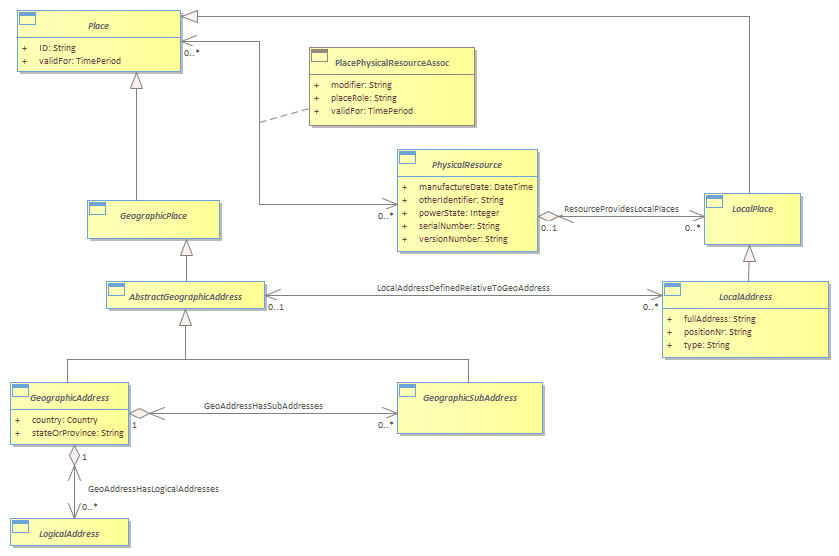 Place
+ ID: String
+ validFor: TimePeriod
0..*
PlacePhysicalResourceAssoc
+ modifier: String
+ placeRole: String
+ validFor: TimePeriod
PhysicalResource
+ manufactureDate: DateTime
+ otherIdentifier: String
+ powerState: Integer
+ serialNumber: String
+ versionNumber: String
0..*
0..1
ResourceProvidesLocalPlaces
0..*
LocalPlace
GeographicPlace
AbstractGeographicAddress
0..1
LocalAddressDefinedRelativeToGeoAddress
0..*
LocalAddress
+ fullAddress: String
+ positionNr: String
+ type: String
GeographicAddress
+ country: Country
+ stateOrProvince: String
1
GeoAddressHasSubAddresses
0..*
GeographicSubAddress
1
GeoAddressHasLogicalAddresses
0..*
LogicalAddress